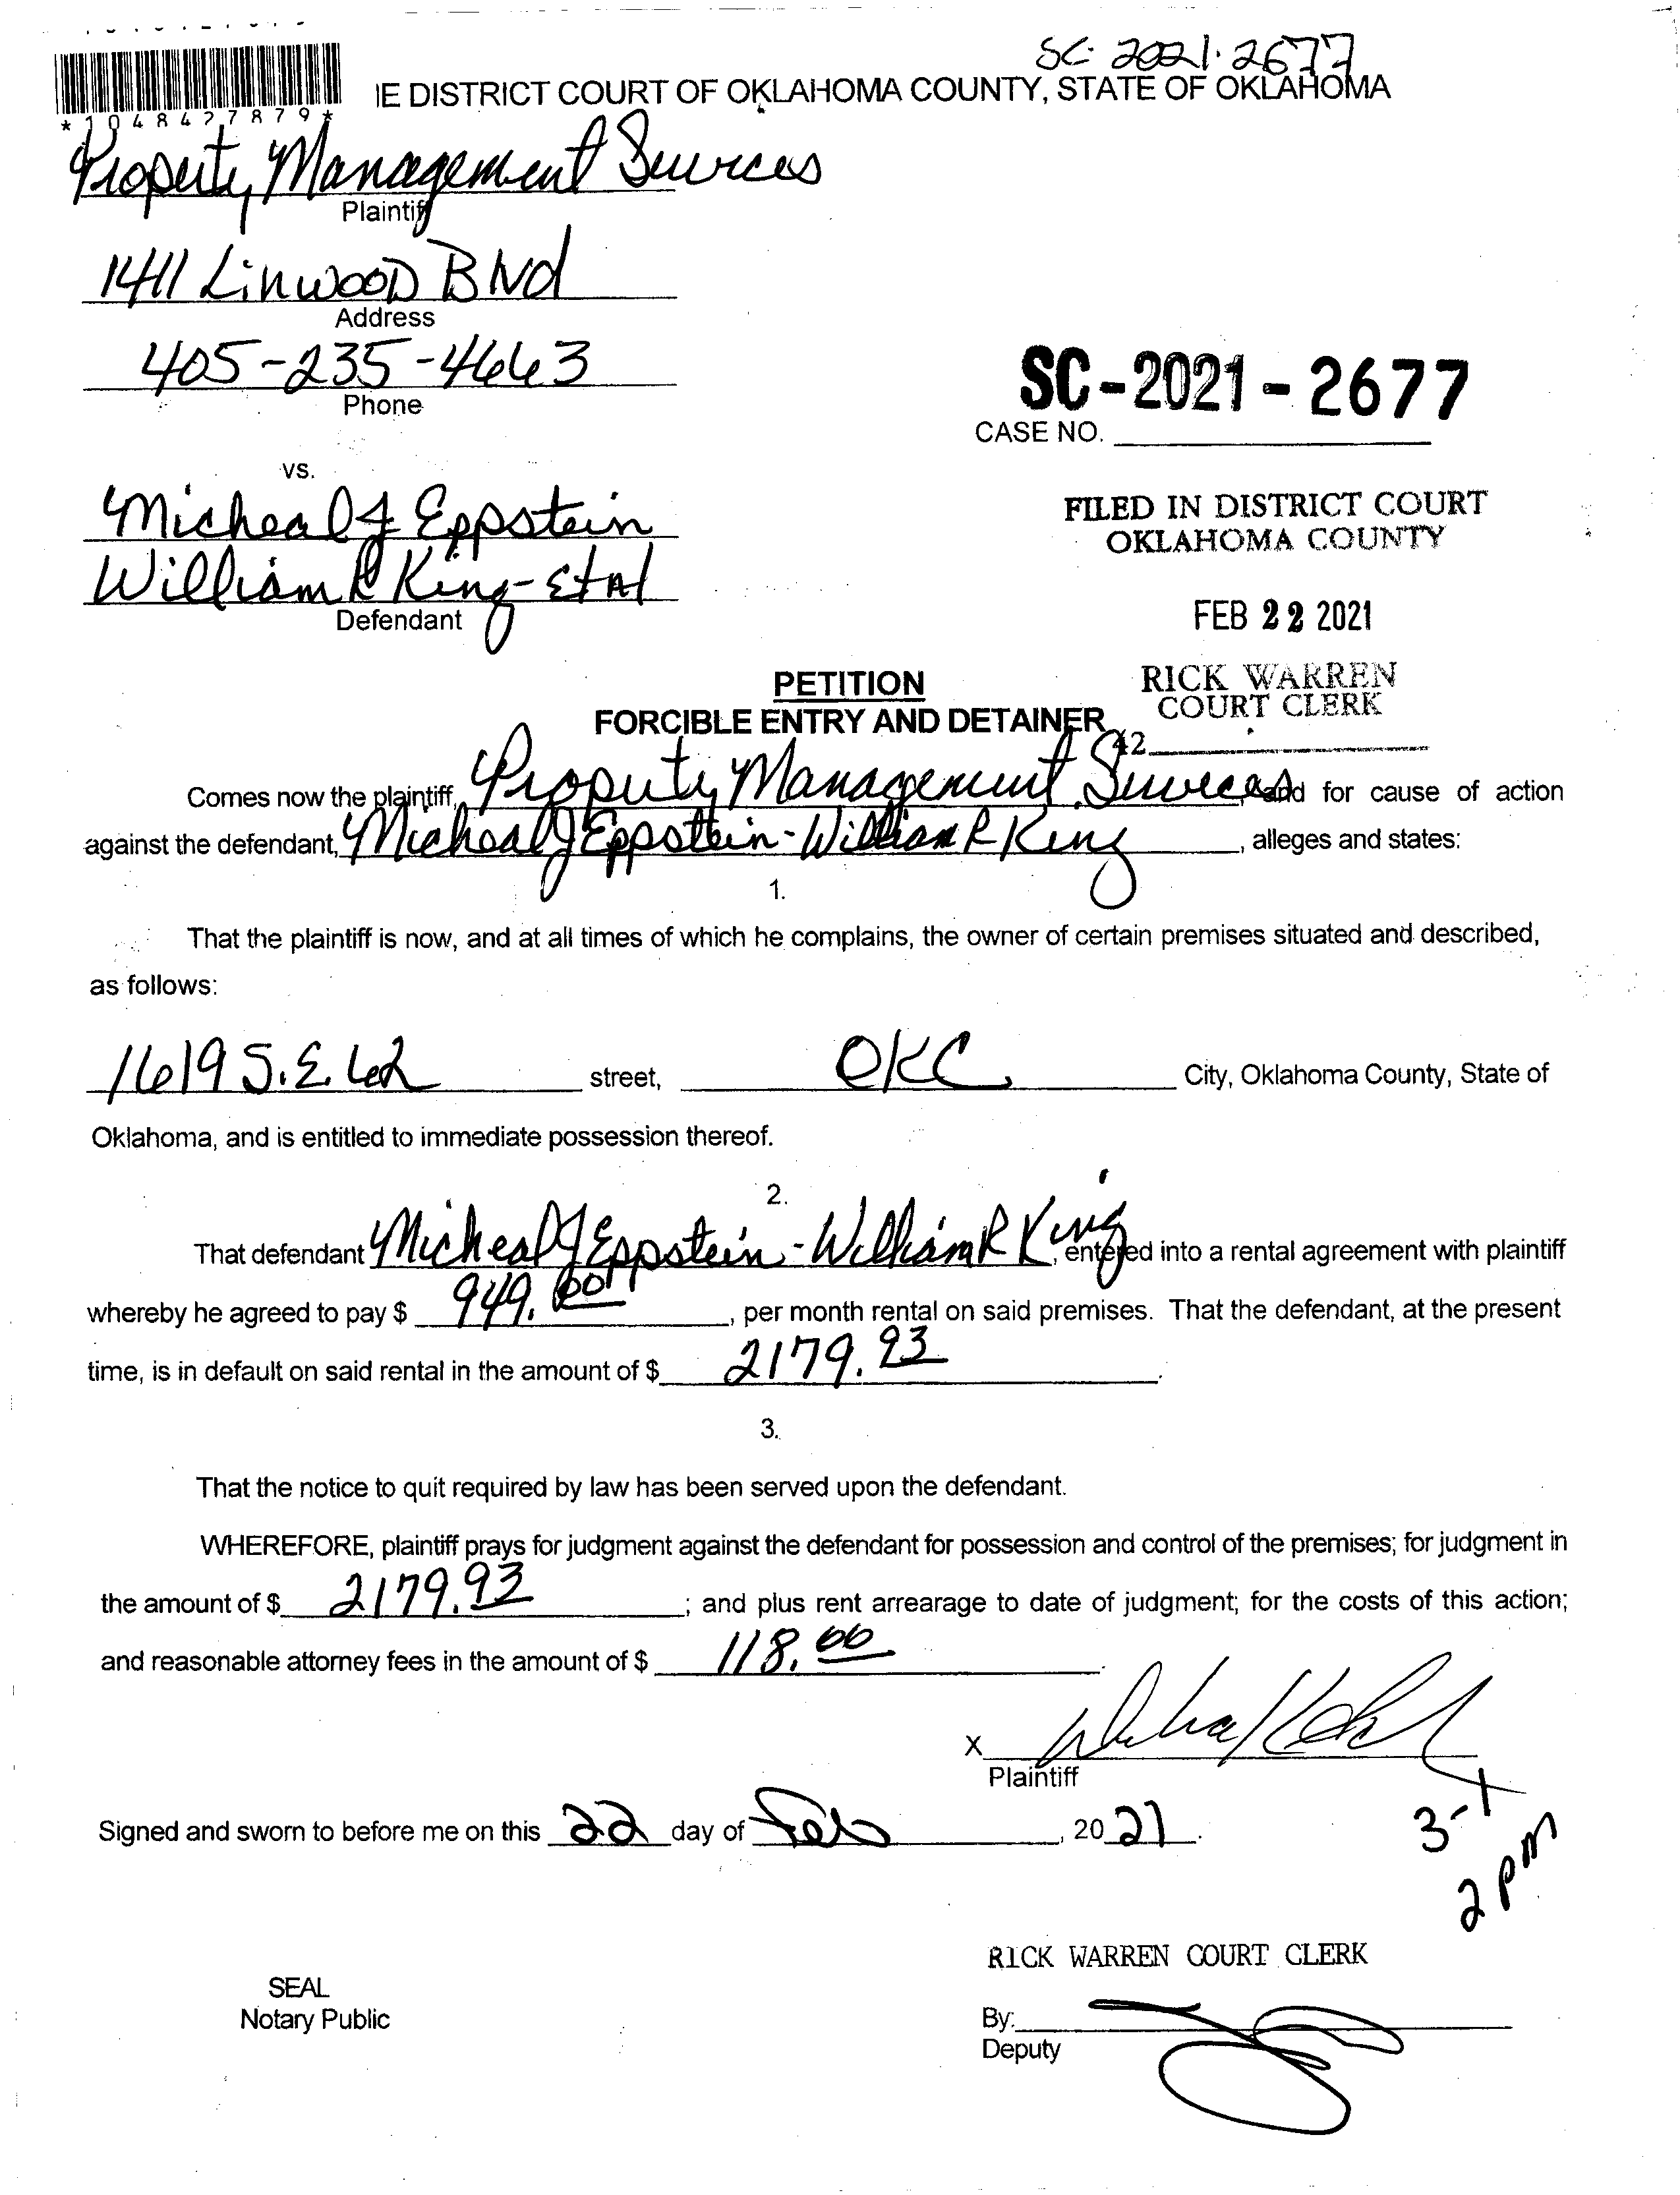 SC-2021-2677
IE DISTRICT COURT OF OKLAHOMA COUNTY, STATE OF OKLAHOMA
*1048427879*
Property Management Services
Plaintiff
1411 Linwood Blvd
Address
405-235-4663
Phone
SC-2021-2677
CASE NO.
vs.
Micheal J Eppstein
William R King-Et Al
Defendant
FILED IN DISTRICT COURT
OKLAHOMA COUNTY
FEB 22 2021
RICK WARREN
COURT CLERK
42
PETITION
FORCIBLE ENTRY AND DETAINER
Comes now the plaintiff, Property Management Services, and for cause of action
against the defendant, Micheal J Eppstein-William R King, alleges and states:
1.
That the plaintiff is now, and at all times of which he complains, the owner of certain premises situated and described,
as follows:
1619 S.E. 62 street, OKC City, Oklahoma County, State of
Oklahoma, and is entitled to immediate possession thereof.
2.
That defendant Micheal J Eppstein-William R King, entered into a rental agreement with plaintiff
whereby he agreed to pay $ 949.00, per month rental on said premises. That the defendant, at the present
time, is in default on said rental in the amount of $ 2179.93.
3.
That the notice to quit required by law has been served upon the defendant.
WHEREFORE, plaintiff prays for judgment against the defendant for possession and control of the premises; for judgment in
the amount of $ 2179.93; and plus rent arrearage to date of judgment; for the costs of this action;
and reasonable attorney fees in the amount of $ 118.00.
X
Plaintiff
Signed and sworn to before me on this 22 day of Feb, 2021.
3-1
2pm
RICK WARREN COURT CLERK
SEAL
Notary Public
By:
Deputy